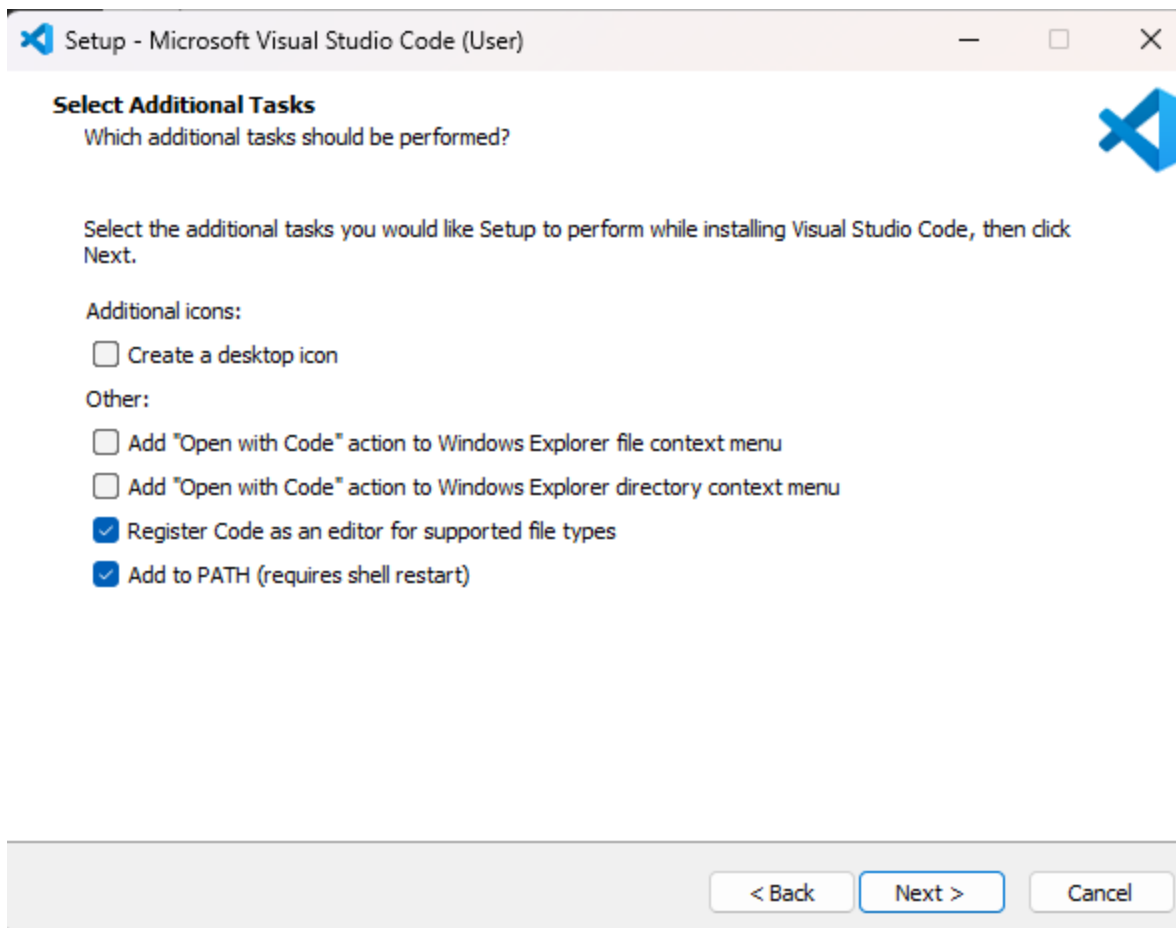 Setup - Microsoft Visual Studio Code (User)
Select Additional Tasks
Which additional tasks should be performed?
Select the additional tasks you would like Setup to perform while installing Visual Studio Code, then click
Next.
Additional icons:
Create a desktop icon
Other:
Add "Open with Code" action to Windows Explorer file context menu
Add "Open with Code" action to Windows Explorer directory context menu
Register Code as an editor for supported file types
Add to PATH (requires shell restart)
< Back Next > Cancel